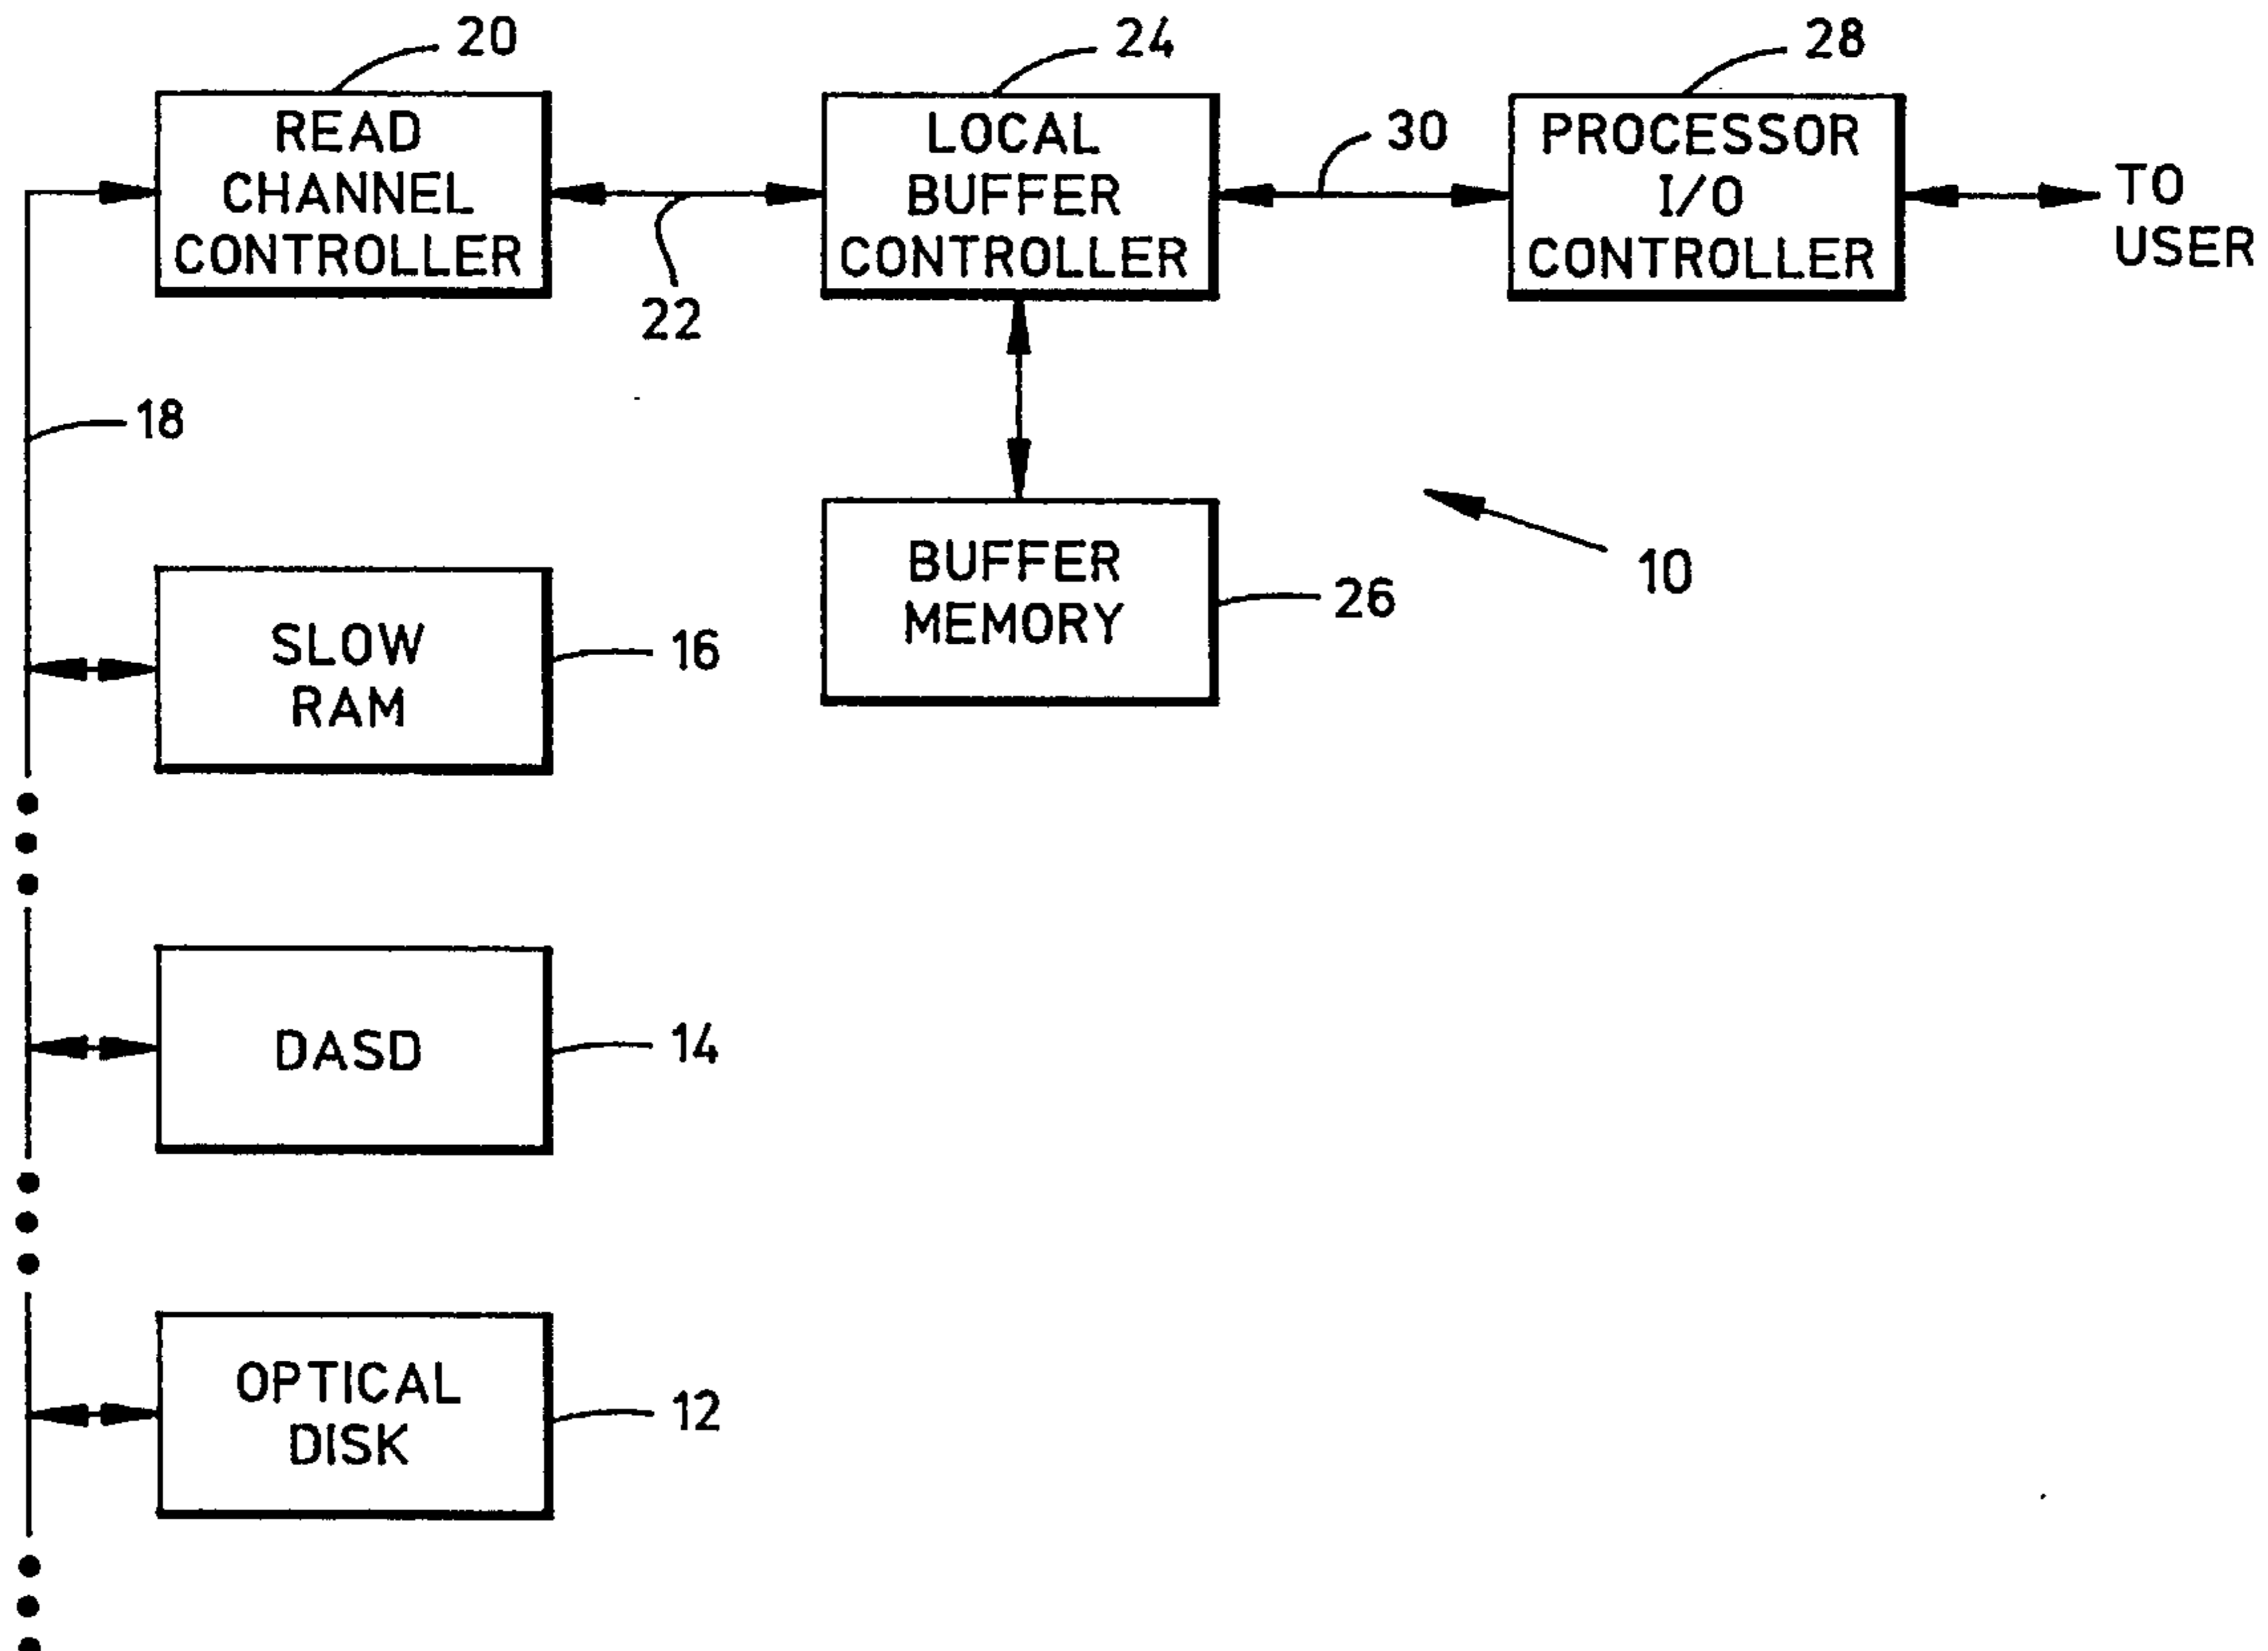 20
24
28
READ
CHANNEL
CONTROLLER
LOCAL
BUFFER
CONTROLLER
30
PROCESSOR
I/O
CONTROLLER
TO
USER
22
18
BUFFER
MEMORY
26
10
SLOW
RAM
16
DASD
14
OPTICAL
DISK
12